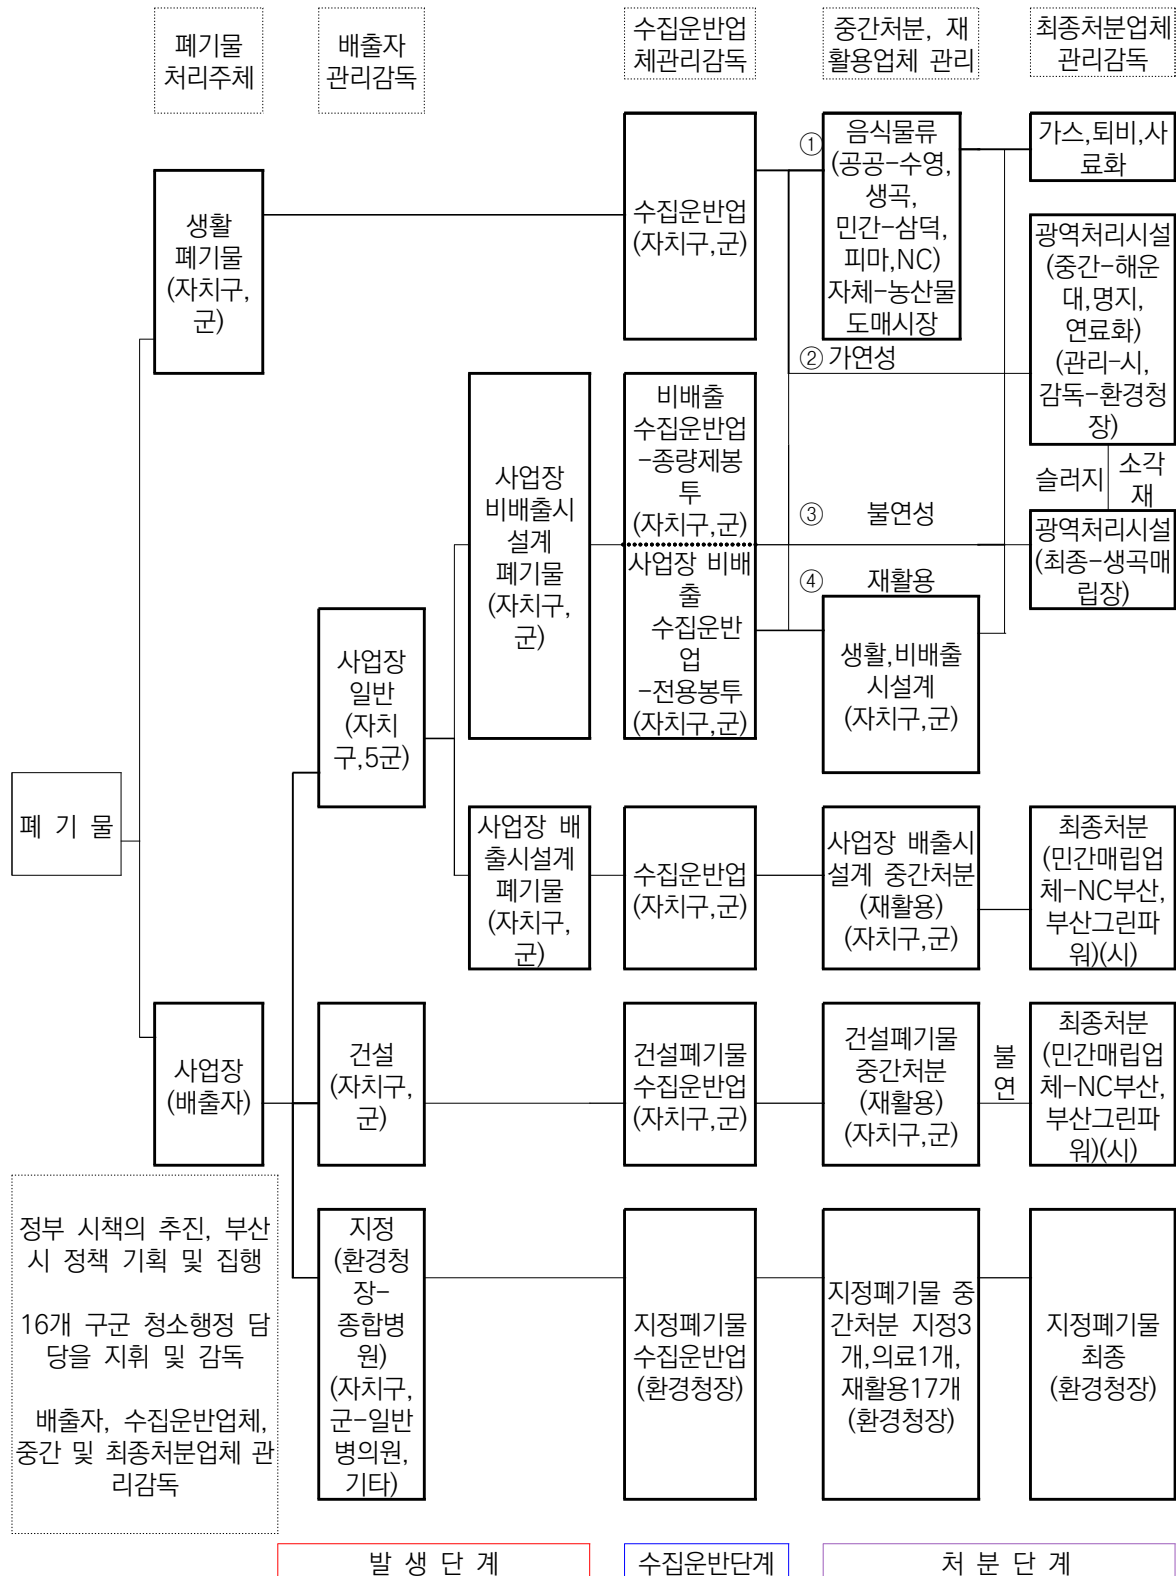 폐기물
처리주체
배출자
관리감독
수집운반업
체관리감독
중간처분, 재
활용업체 관리
최종처분업체
관리감독
생활
폐기물
(자치구,
군)
수집운반업
(자치구,군)
①
음식물류
(공공-수영,
생곡,
민간-삼덕,
피마,NC)
자체-농산물
도매시장
가스,퇴비,사
료화
② 가연성
광역처리시설
(중간-해운
대,명지,
연료화)
(관리-시,
감독-환경청
장)
슬러지
소각
재
③ 불연성
광역처리시설
(최종-생곡매
립장)
④ 재활용
생활,비배출
시설계
(자치구,군)
사업장
비배출시
설계
폐기물
(자치구,
군)
비배출
수집운반업
-종량제봉
투
(자치구,군)
사업장 비배
출
수집운반
업
-전용봉투
(자치구,군)
사업장
일반
(자치
구,5군)
폐 기 물
사업장 배
출시설계
폐기물
(자치구,
군)
수집운반업
(자치구,군)
사업장 배출시
설계 중간처분
(재활용)
(자치구,군)
최종처분
(민간매립업
체-NC부산,
부산그린파
워)(시)
사업장
(배출자)
건설
(자치구,
군)
건설폐기물
수집운반업
(자치구,군)
건설폐기물
중간처분
(재활용)
(자치구,군)
불
연
최종처분
(민간매립업
체-NC부산,
부산그린파
워)(시)
정부 시책의 추진, 부산
시 정책 기획 및 집행
16개 구군 청소행정 담
당을 지휘 및 감독
배출자, 수집운반업체,
중간 및 최종처분업체 관
리감독
지정
(환경청
장-
종합병
원)
(자치구,
군-일반
병의원,
기타)
지정폐기물
수집운반업
(환경청장)
지정폐기물 중
간처분 지정3
개,의료1개,
재활용17개
(환경청장)
지정폐기물
최종
(환경청장)
발 생 단 계
수집운반단계
처 분 단 계